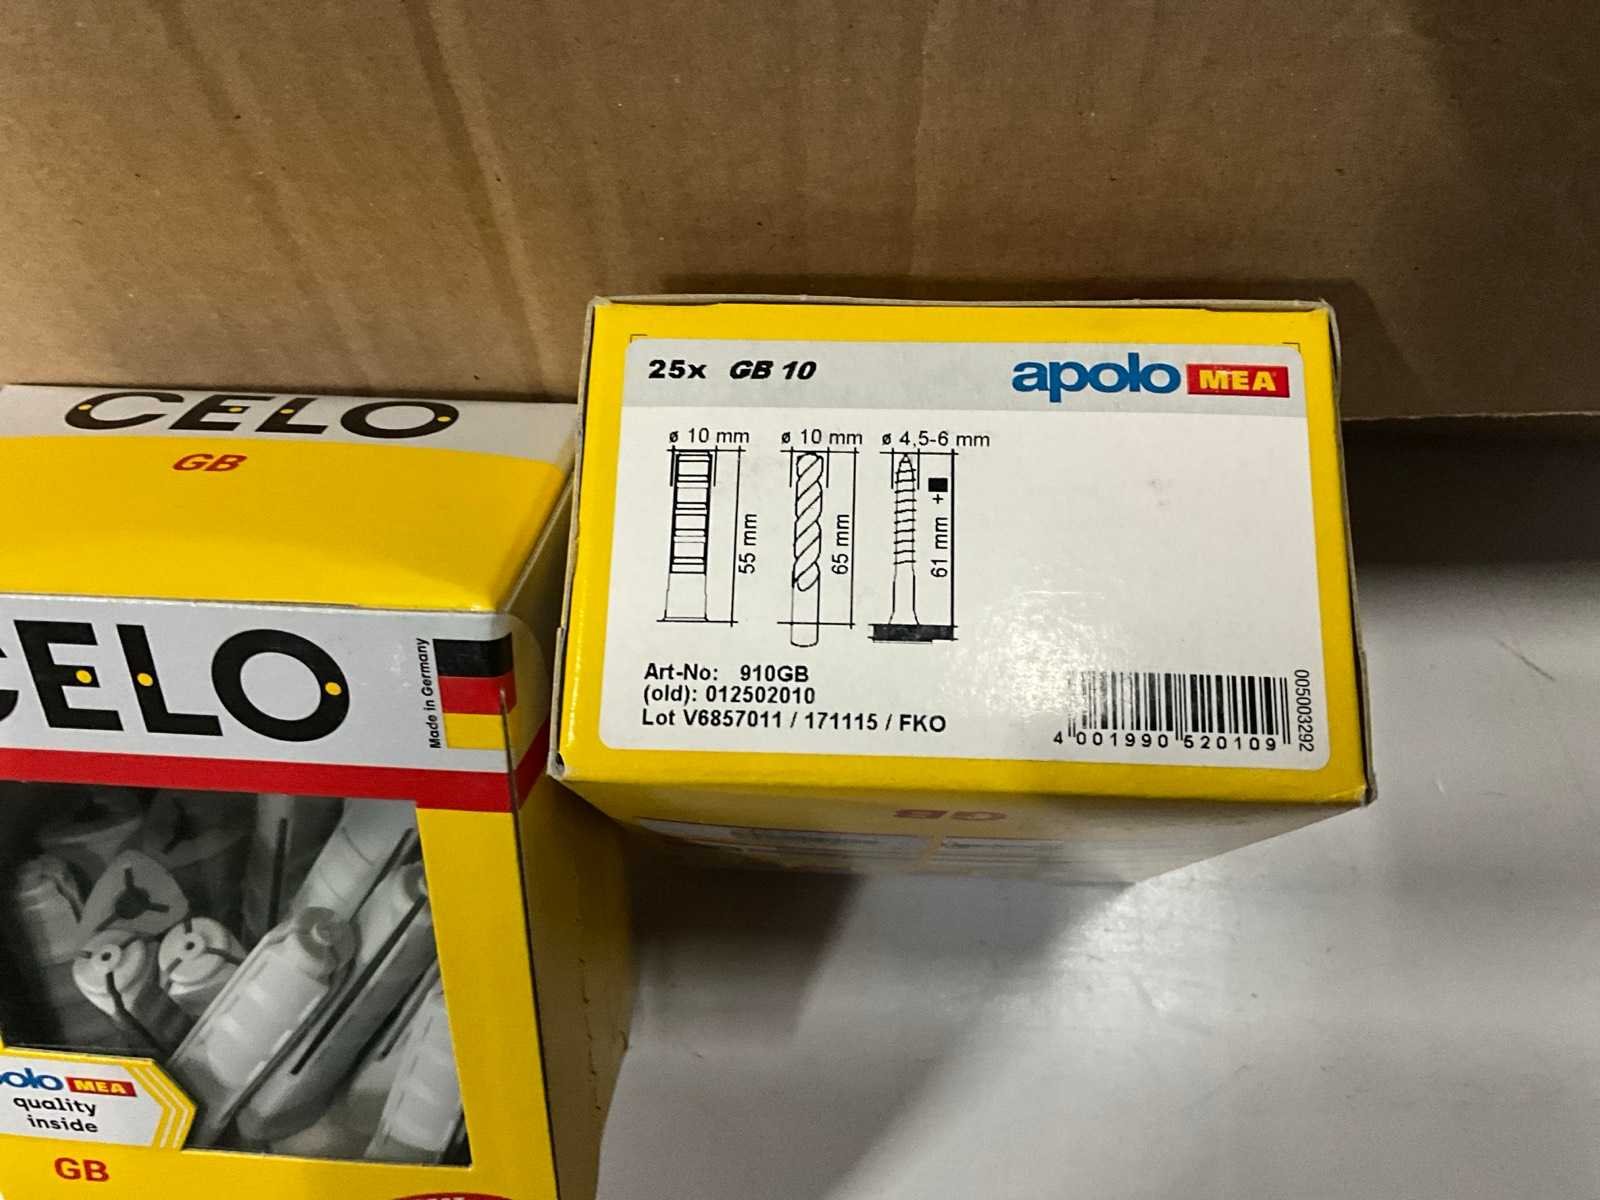 CELO
GB
CELO
Made in Germany
MEA
quality
inside
GB
25x GB 10
apolo MEA
ø 10 mm
ø 10 mm
ø 4,5-6 mm
55 mm
65 mm
61 mm + ■
Art-No: 910GB
(old): 012502010
Lot V6857011 / 171115 / FKO
4 001990 520109
005003292
GB